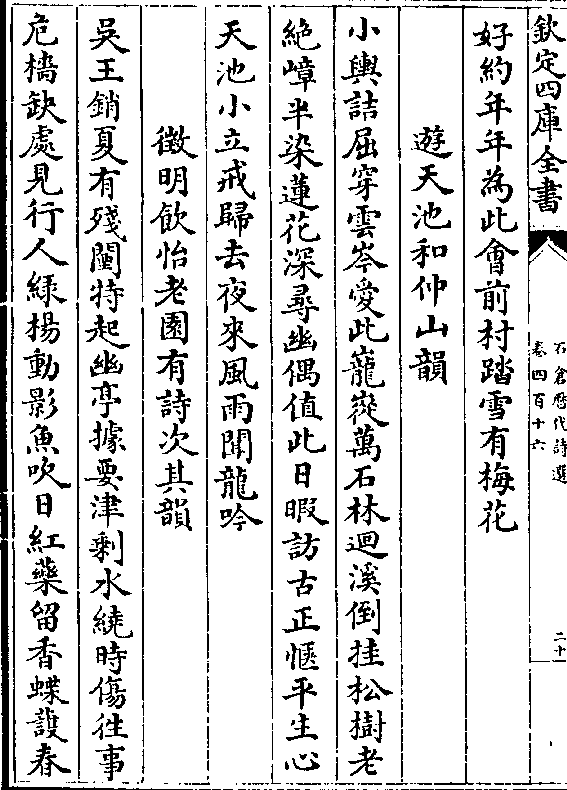 欽定四庫全書
石倉歷代詩選
卷四百十六
二十
好約年年為此會前村踏雪有梅花
遊天池和仲山韻
小輿詰屈穿雲岑愛此巃嵸萬石林迴溪倒挂松樹老
絶嶂半染蓮花深尋幽偶值此日暇訪古正愜平生心
天池小立戒歸去夜來風雨聞龍吟
徵明飲怡老園有詩次其韻
吳王銷夏有殘闉特起幽亭據要津剩水繞時傷徃事
危檣缺處見行人緑楊動影魚吹日紅藥留香蝶護春